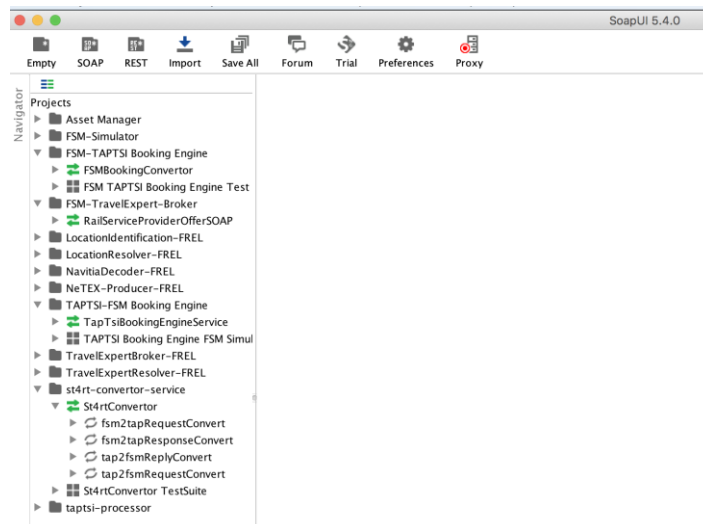 SoapUI 5.4.0
Empty SOAP REST Import Save All Forum Trial Preferences Proxy
Navigator
Projects
Asset Manager
FSM-Simulator
FSM-TAPTSI Booking Engine
FSMBookingConvertor
FSM TAPTSI Booking Engine Test
FSM-TravelExpert-Broker
RailServiceProviderOfferSOAP
LocationIdentification-FREL
LocationResolver-FREL
NavitiaDecoder-FREL
NeTEX-Producer-FREL
TAPTSI-FSM Booking Engine
TapTsiBookingEngineService
TAPTSI Booking Engine FSM Simul
TravelExpertBroker-FREL
TravelExpertResolver-FREL
st4rt-convertor-service
St4rtConvertor
fsm2tapRequestConvert
fsm2tapResponseConvert
tap2fsmReplyConvert
tap2fsmRequestConvert
St4rtConvertor TestSuite
taptsi-processor